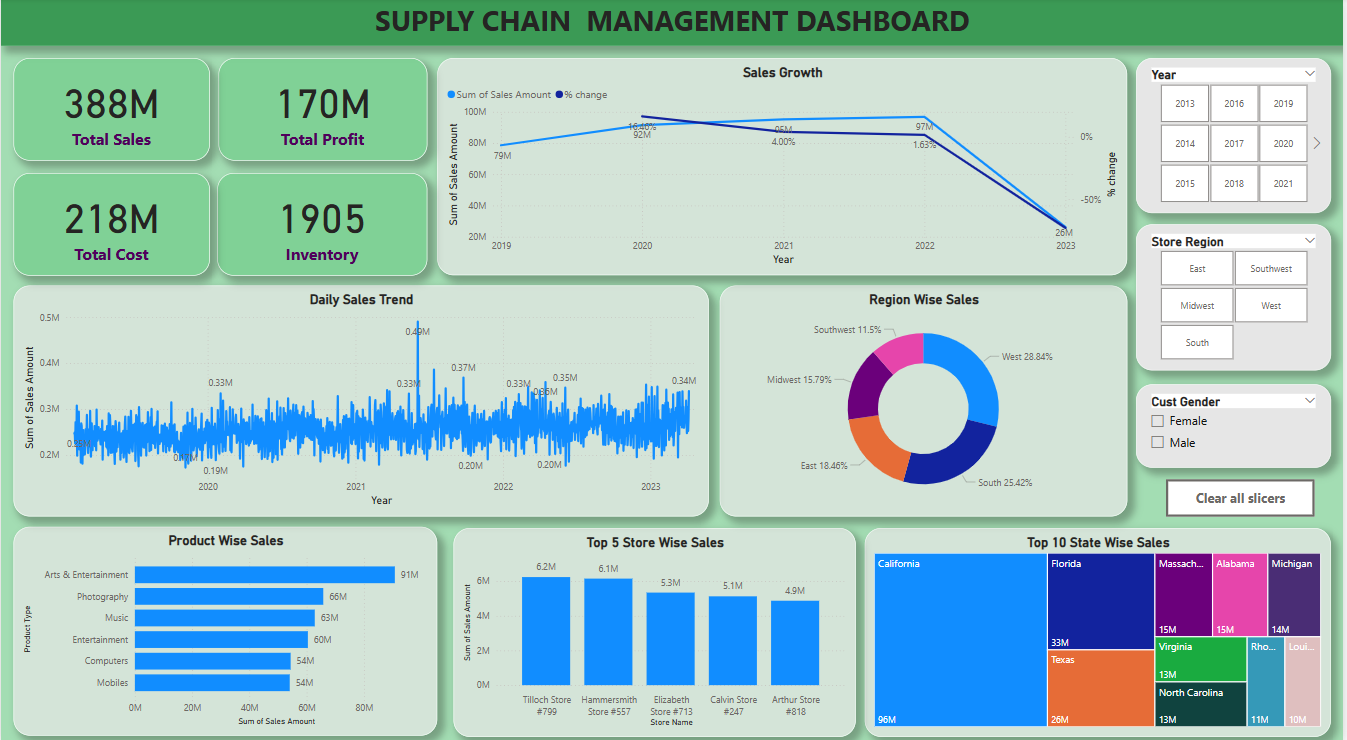 SUPPLY CHAIN  MANAGEMENT DASHBOARD
388M
Total Sales
170M
Total Profit
218M
Total Cost
1905
Inventory
Sales Growth
Sum of Sales Amount % change
Sum of Sales Amount
100M
80M
60M
40M
20M
79M
16.40%
92M
95M
4.00%
97M
1.63%
26M
0%
-50%
% change
2019 2020 2021 2022 2023
Year
Year
2013 2016 2019
2014 2017 2020
2015 2018 2021
Store Region
East Southwest
Midwest West
South
Cust Gender
Female
Male
Clear all slicers
Daily Sales Trend
Sum of Sales Amount
0.5M
0.4M
0.3M
0.2M
0.33M
0.19M
0.33M
0.49M
0.37M
0.20M
0.33M
0.35M
0.20M
0.34M
2020 2021 2022 2023
Year
Region Wise Sales
Southwest 11.5%
West 28.84%
Midwest 15.79%
East 18.46%
South 25.42%
Product Wise Sales
Product Type
Arts & Entertainment 91M
Photography 66M
Music 63M
Entertainment 60M
Computers 54M
Mobiles 54M
0M 20M 40M 60M 80M
Sum of Sales Amount
Top 5 Store Wise Sales
Sum of Sales Amount
6M
4M
2M
0M
6.2M 6.1M 5.3M 5.1M 4.9M
Tilloch Store Hammersmith Elizabeth Calvin Store Arthur Store
#799 Store #557 Store #713 #247 #818
Store Name
Top 10 State Wise Sales
California
96M
Florida
33M
Texas
26M
Massach...
15M
Alabama
15M
Michigan
14M
Virginia
13M
North Carolina
13M
Rho...
11M
Loui...
10M